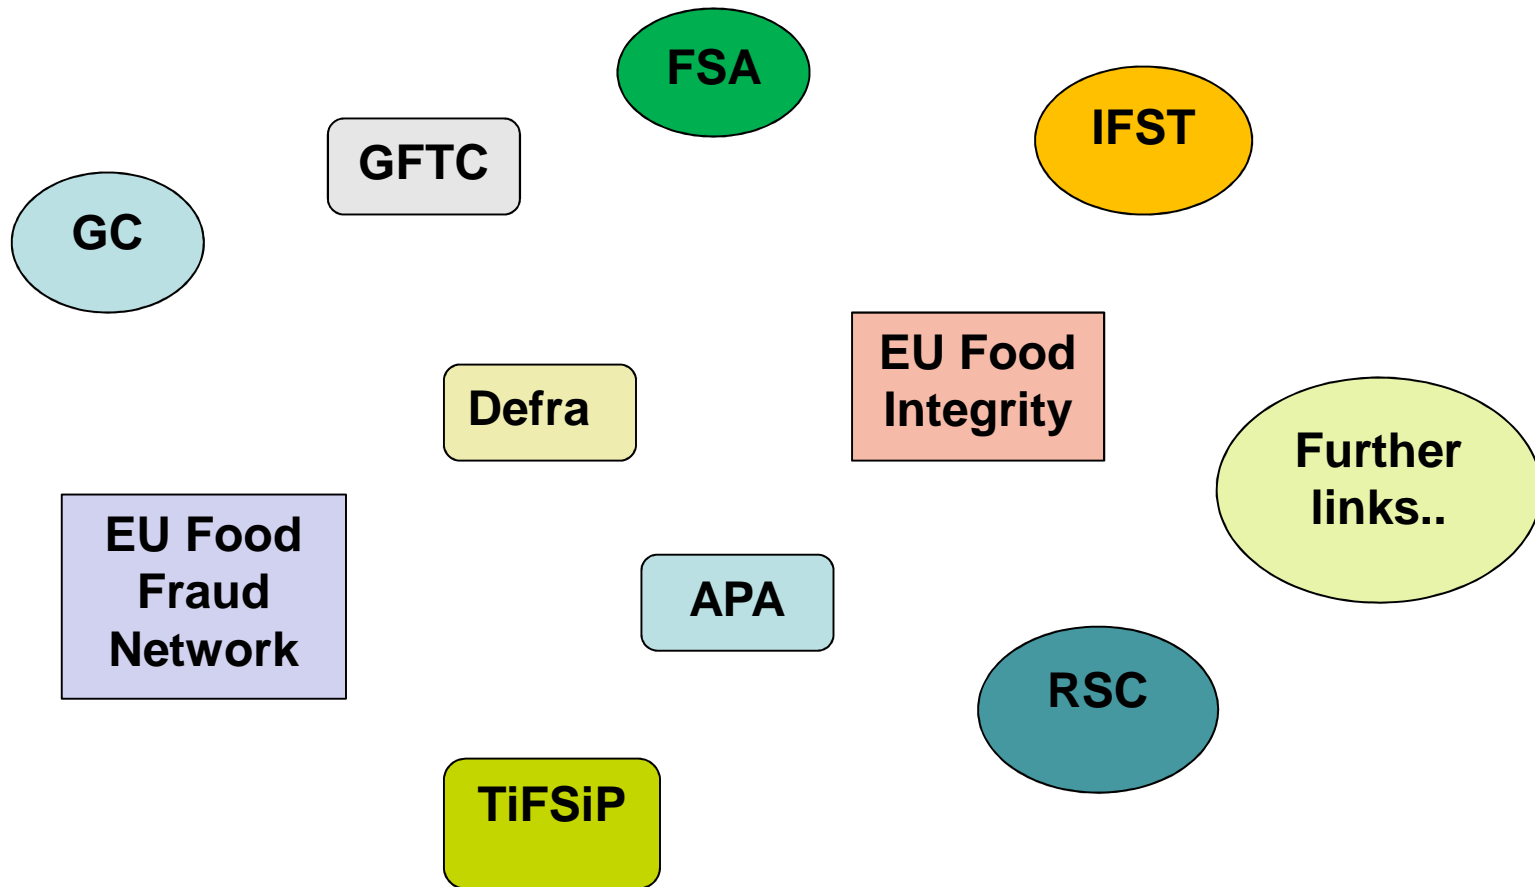 FSA
IFST
GFTC
GC
EU Food
Integrity
Defra
Further
links..
EU Food
Fraud
Network
APA
RSC
TiFSiP